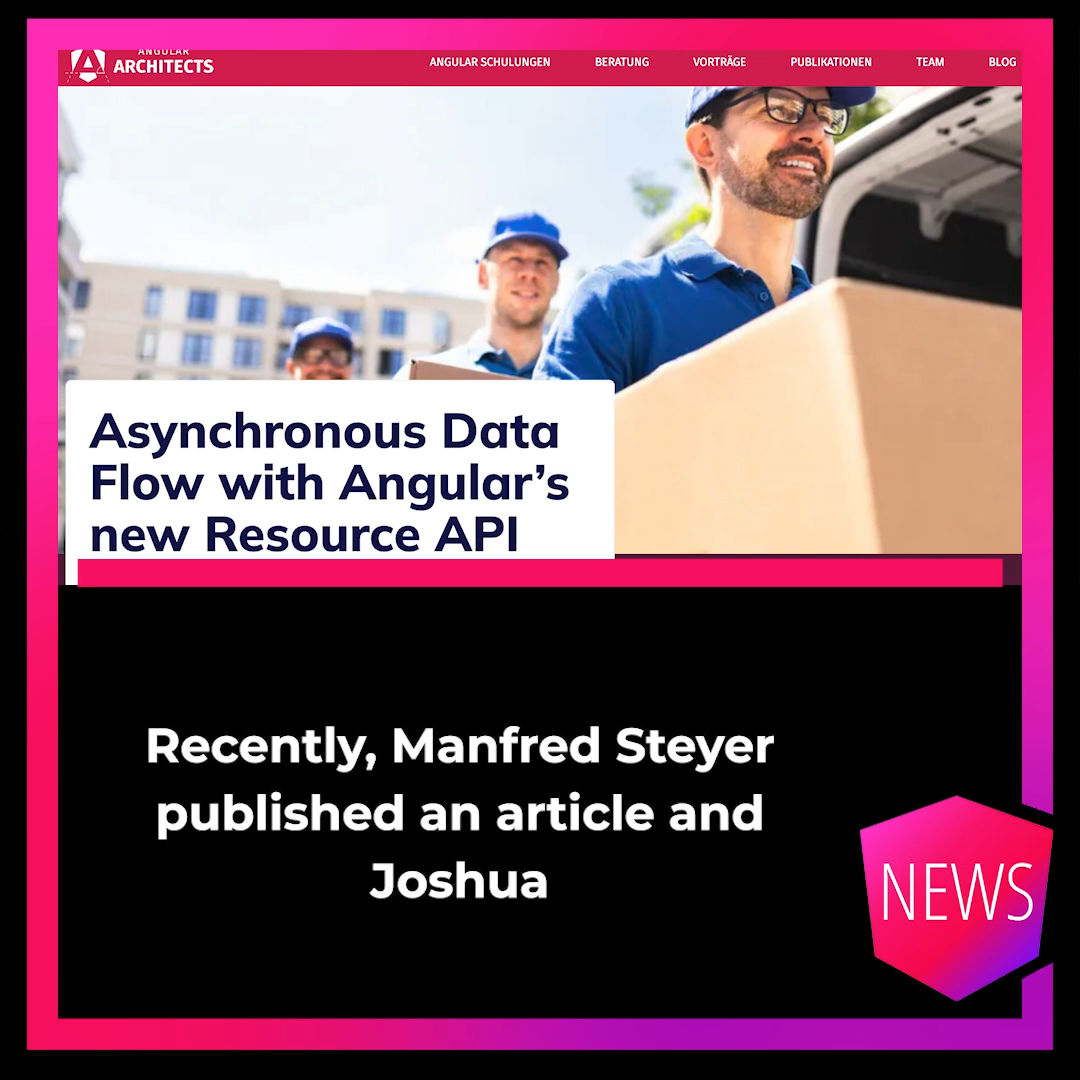 ANGULAR
ARCHITECTS
ANGULAR SCHULUNGEN BERATUNG VORTRÄGE PUBLIKATIONEN TEAM BLOG
Asynchronous Data
Flow with Angular’s
new Resource API
Recently, Manfred Steyer
published an article and
Joshua
NEWS